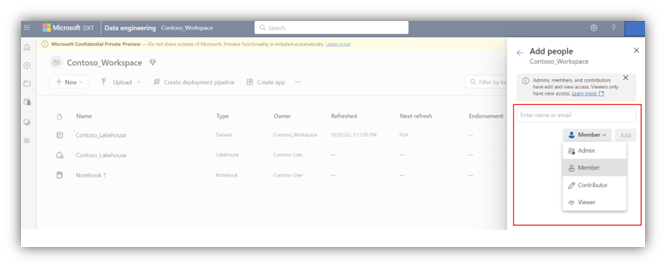 Microsoft DXT Data engineering Contoso_Workspace Search ?
Microsoft Confidential Private Preview — Do not share outside of Microsoft. Preview functionality is included automatically. Learn more
Contoso_Workspace
+ New Upload Create deployment pipeline Create app ... Filter by
Name Type Owner Refreshed Next refresh Endorsement
Contoso_Lakehouse Dataset Contoso_Workspace N/A —
Contoso_Lakehouse Lakehouse Contoso User — — —
Notebook 1 Notebook Contoso User — — —
Add people
Contoso_Workspace
Admins, members, and contributors
have edit and view access. Viewers only
have view access. Learn more
Enter name or email
Member Add
Admin
Member
Contributor
Viewer